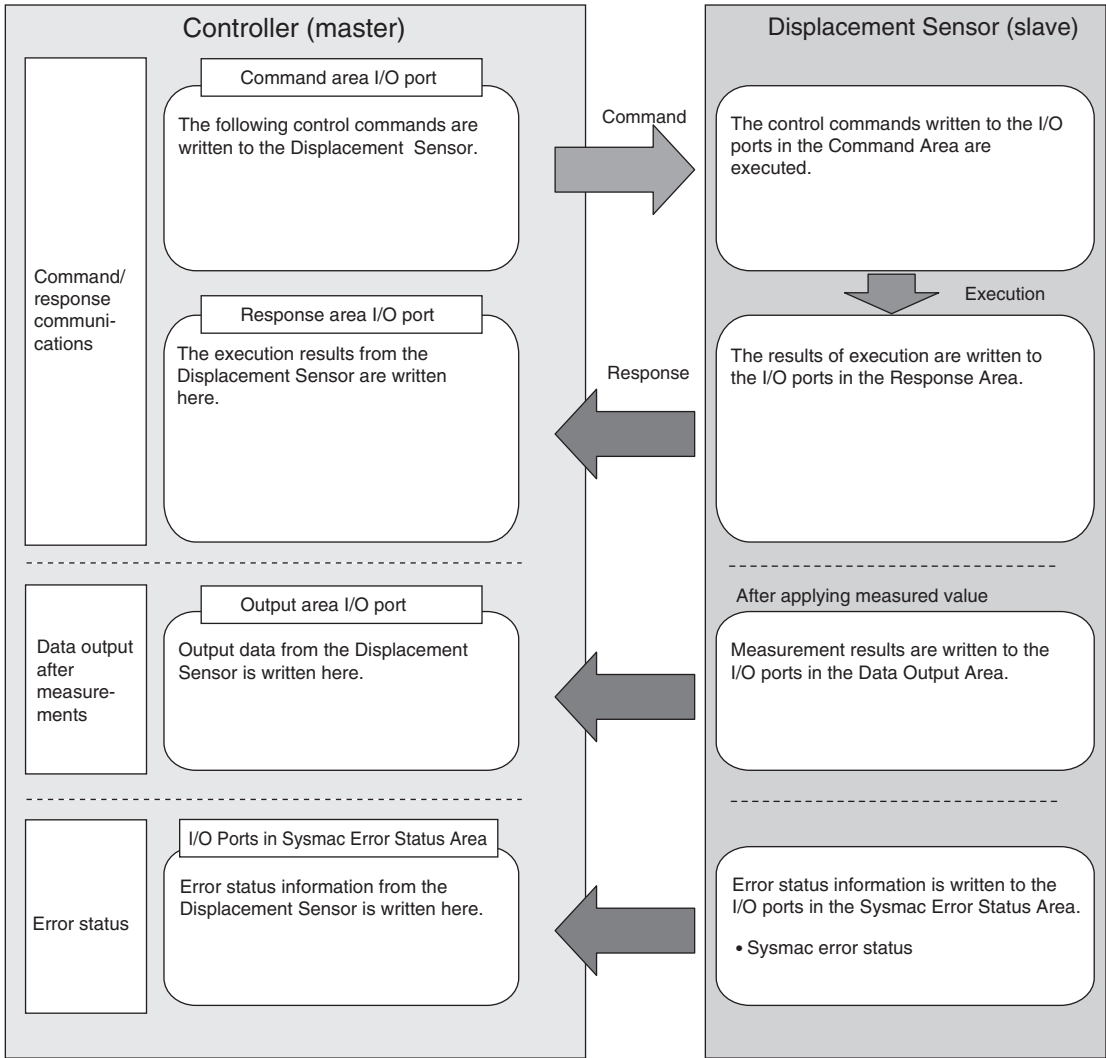 Controller (master)
Displacement Sensor (slave)
Command/
response
communi-
cations
Command area I/O port
The following control commands are
written to the Displacement Sensor.
Command
The control commands written to the I/O
ports in the Command Area are
executed.
Execution
Response area I/O port
The execution results from the
Displacement Sensor are written
here.
Response
The results of execution are written to
the I/O ports in the Response Area.
Data output
after
measure-
ments
Output area I/O port
Output data from the Displacement
Sensor is written here.
After applying measured value
Measurement results are written to the
I/O ports in the Data Output Area.
Error status
I/O Ports in Sysmac Error Status Area
Error status information from the
Displacement Sensor is written here.
Error status information is written to the
I/O ports in the Sysmac Error Status Area.
• Sysmac error status